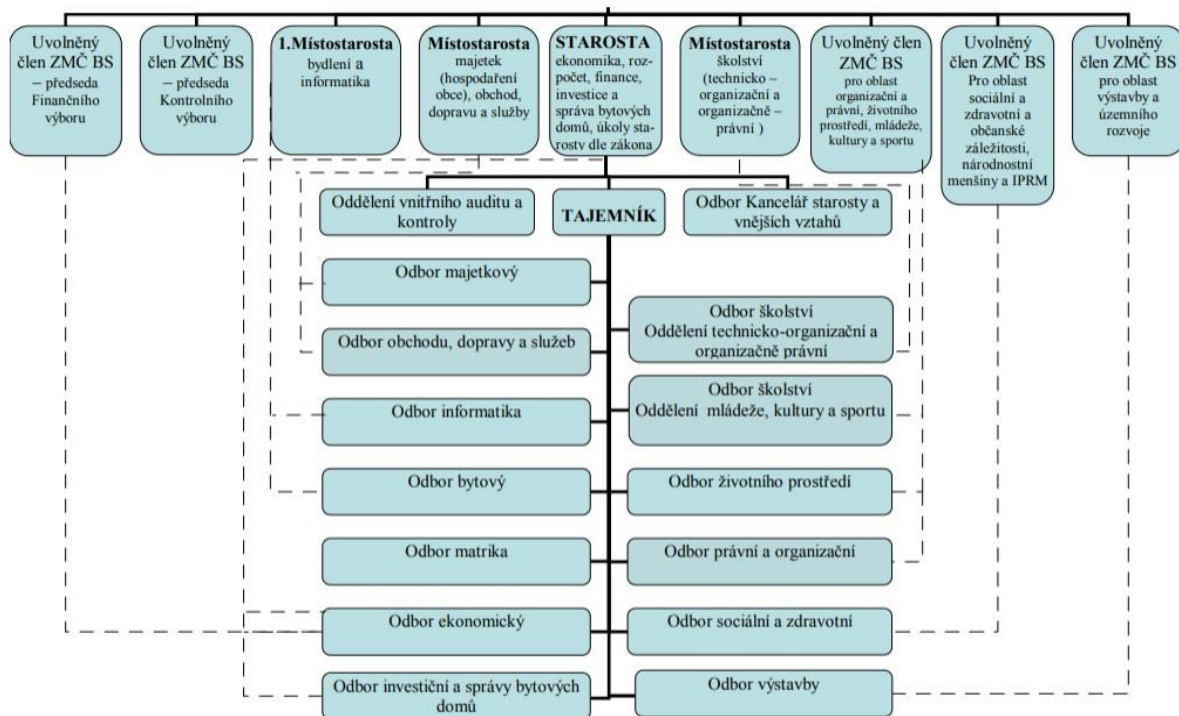 Uvolněný
člen ZMČ BS
– předseda
Finančního
výboru
Uvolněný
člen ZMČ BS
– předseda
Kontrolního
výboru
1.Místostarosta
bydlení a
informatika
Místostarosta
majetek
(hospodaření
obce), obchod,
dopravu a služby
STAROSTA
ekonomika, roz-
počet, finance,
investice a
správa bytových
domů, úkoly sta-
rosty dle zákona
Místostarosta
školství
(technicko –
organizační a
organizačně –
právní )
Uvolněný člen
ZMČ BS
pro oblast
organizační a
právní, životního
prostředí, mládeže,
kultury a sportu
Uvolněný
člen ZMČ BS
Pro oblast
sociální a
zdravotní a
občanské
záležitosti,
národnostní
menšiny a IPRM
Uvolněný
člen ZMČ BS
pro oblast
výstavby a
územního
rozvoje
Oddělení vnitřního auditu a
kontroly
TAJEMNÍK
Odbor Kancelář starosty a
vnějších vztahů
Odbor majetkový
Odbor školství
Oddělení technicko-organizační a
organizačně právní
Odbor obchodu, dopravy a služeb
Odbor školství
Oddělení mládeže, kultury a sportu
Odbor informatika
Odbor bytový
Odbor životního prostředí
Odbor matrika
Odbor právní a organizační
Odbor ekonomický
Odbor sociální a zdravotní
Odbor investiční a správy bytových
domů
Odbor výstavby